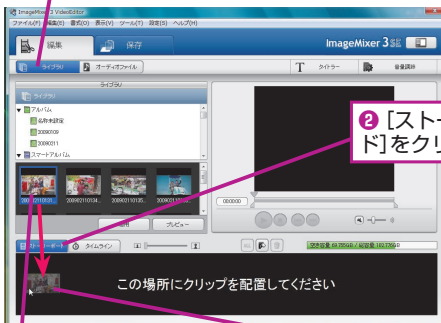 ImageMixer 3 VideoEditor
ファイル(F) 編集(E) 書式(O) 表示(V) ツール(T) 設定(S) ヘルプ(H)
編集
保存
ImageMixer 3 SE
ライブラリ
オーディオファイル
T タイトラー
音量調節
ライブラリ
ライブラリ
アルバム
名称未設定
20090109
20090211
スマートアルバム
❷ [スト
ド]をクリ
200902110134...
200902110134...
200902110135...
000000
プレビュー
タイムライン
この場所にクリップを配置してください